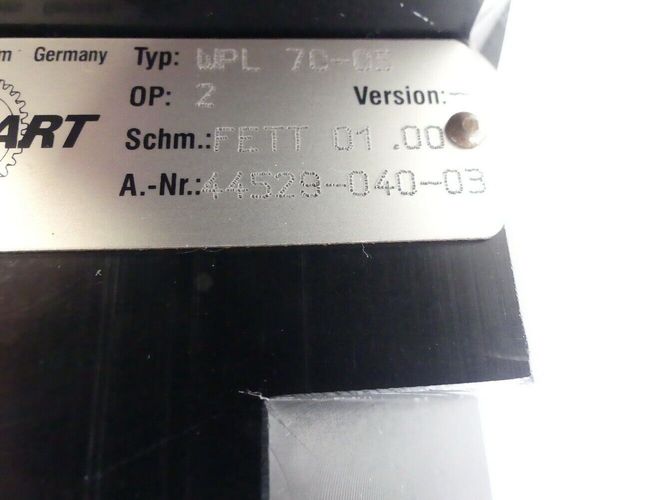 m Germany Typ: WPL 70-05
OP: 2 Version: -
ART Schm.: FETT 01.00
A.-Nr.: 44528-040-03